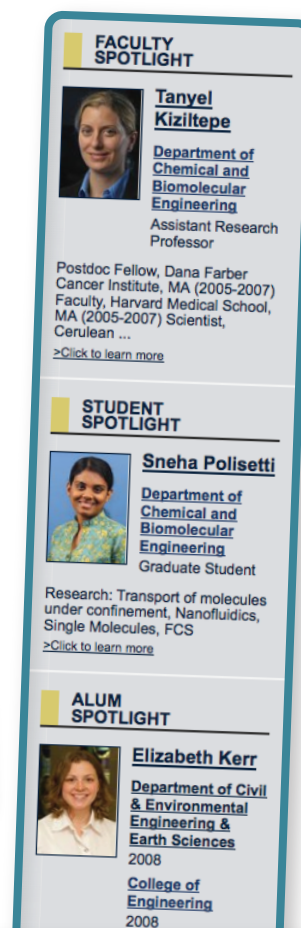 FACULTY
SPOTLIGHT
Tanyel
Kiziltepe
Department of
Chemical and
Biomolecular
Engineering
Assistant Research
Professor
Postdoc Fellow, Dana Farber
Cancer Institute, MA (2005-2007)
Faculty, Harvard Medical School,
MA (2005-2007) Scientist,
Cerulean ...
>Click to learn more
STUDENT
SPOTLIGHT
Sneha Polisetti
Department of
Chemical and
Biomolecular
Engineering
Graduate Student
Research: Transport of molecules
under confinement, Nanofluidics,
Single Molecules, FCS
>Click to learn more
ALUM
SPOTLIGHT
Elizabeth Kerr
Department of Civil
& Environmental
Engineering &
Earth Sciences
2008
College of
Engineering
2008